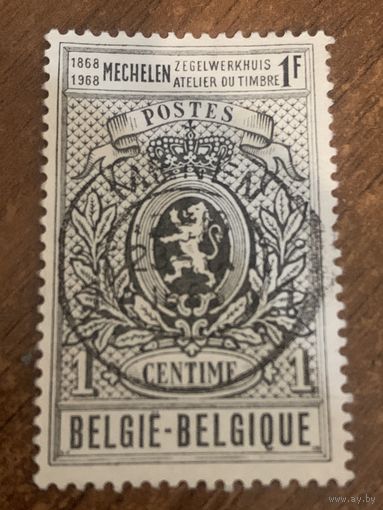 1868
1968
MECHELEN
ZEGELWERKHUIS
ATELIER DU TIMBRE
1F
POSTES
1 CENTIME 1
BELGIË-BELGIQUE
www.ay.by